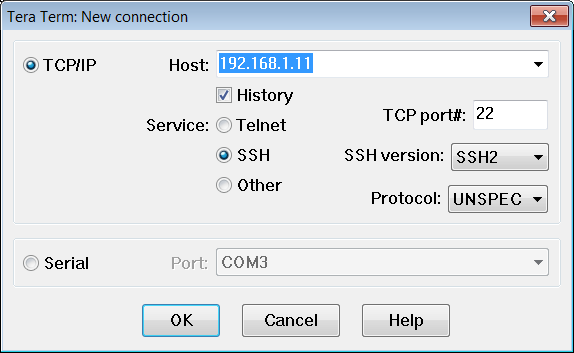 Tera Term: New connection
TCP/IP Host: 192.168.1.11
History
Service: Telnet TCP port#: 22
SSH SSH version: SSH2
Other Protocol: UNSPEC
Serial Port: COM3
OK Cancel Help